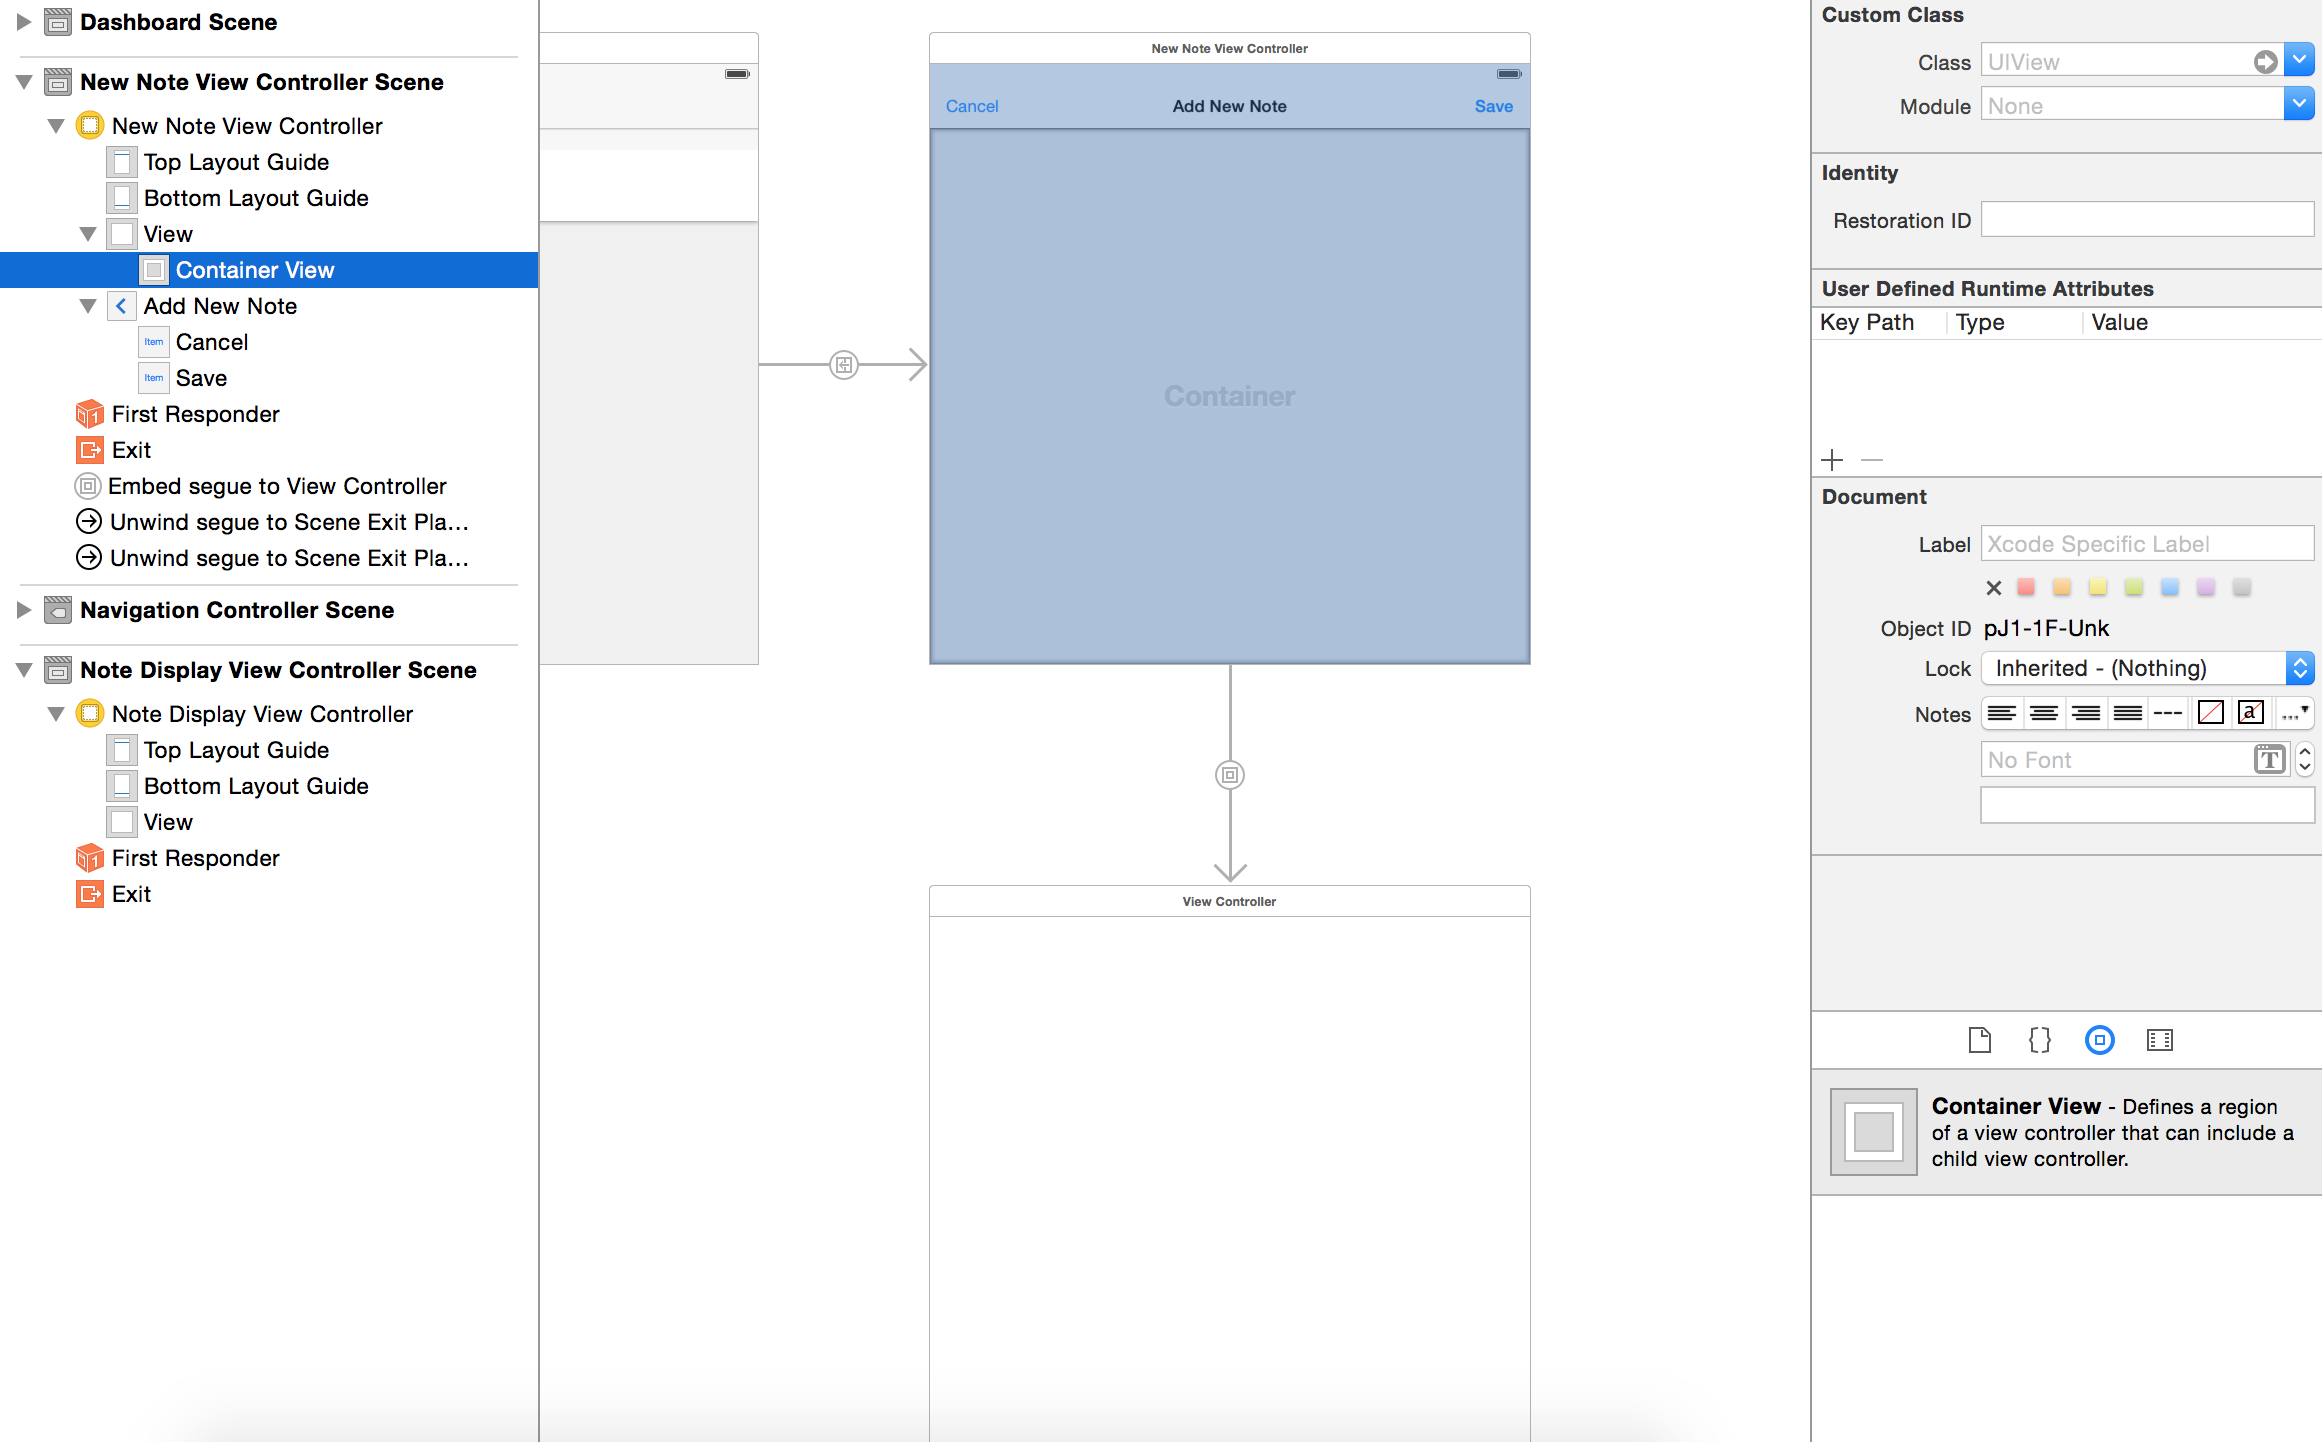 Dashboard Scene
New Note View Controller Scene
New Note View Controller
Top Layout Guide
Bottom Layout Guide
View
Container View
Add New Note
Item Cancel
Item Save
First Responder
Exit
Embed segue to View Controller
Unwind segue to Scene Exit Pla...
Unwind segue to Scene Exit Pla...
Navigation Controller Scene
Note Display View Controller Scene
Note Display View Controller
Top Layout Guide
Bottom Layout Guide
View
First Responder
Exit
New Note View Controller
Cancel Add New Note Save
Container
View Controller
Custom Class
Class UIView
Module None
Identity
Restoration ID
User Defined Runtime Attributes
Key Path Type Value
Document
Label Xcode Specific Label
Object ID pJ1-1F-Unk
Lock Inherited - (Nothing)
Notes
No Font
Container View - Defines a region
of a view controller that can include a
child view controller.